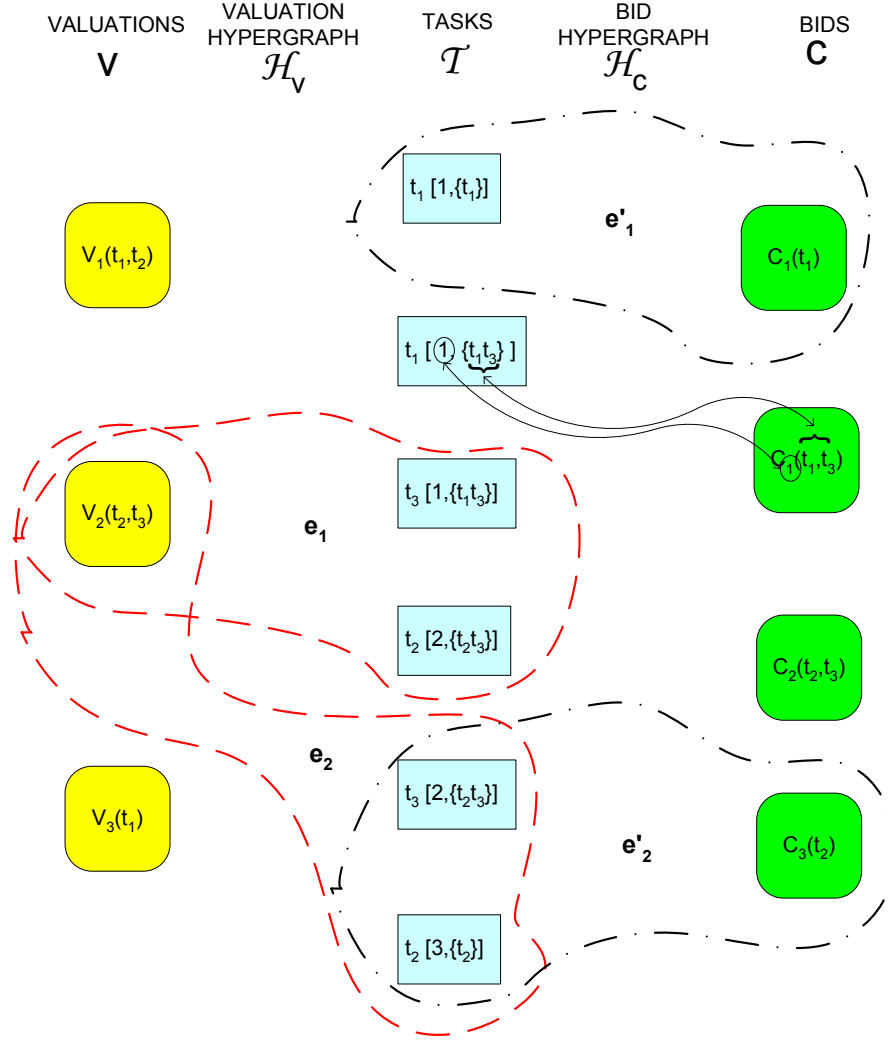 VALUATIONS
V
VALUATION
HYPERGRAPH
ℋ_V
TASKS
𝒯
BID
HYPERGRAPH
ℋ_C
BIDS
C
t₁ [1,{t₁}]
e'₁
V₁(t₁,t₂)
C₁(t₁)
t₁ [1, {t₁t₃} ]
C₁(t₁,t₃)
V₂(t₂,t₃)
e₁
t₃ [1,{t₁t₃}]
t₂ [2,{t₂t₃}]
C₂(t₂,t₃)
e₂
t₃ [2,{t₂t₃}]
V₃(t₁)
e'₂
C₃(t₂)
t₂ [3,{t₂}]